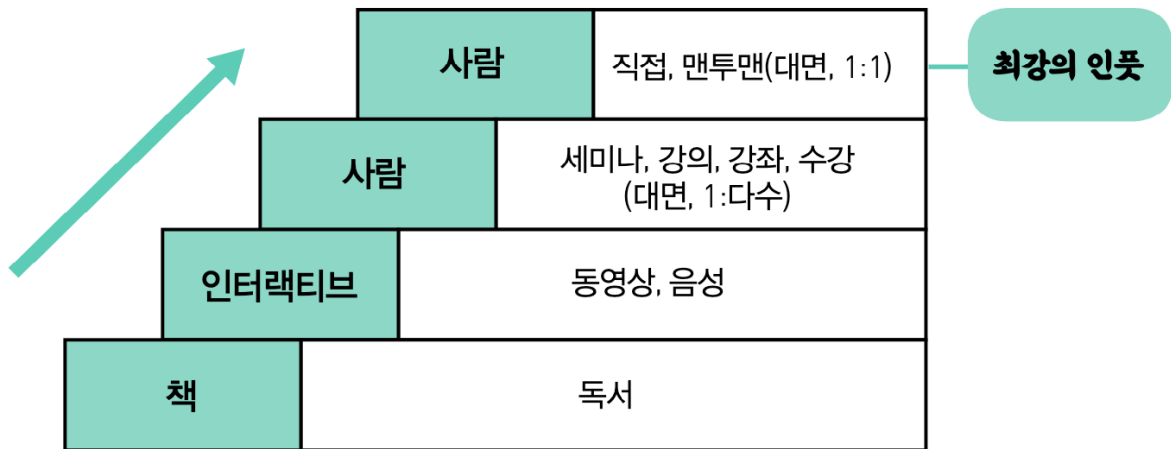 사람
직접, 맨투맨(대면, 1:1)
최강의 인풋
사람
세미나, 강의, 강좌, 수강
(대면, 1:다수)
인터랙티브
동영상, 음성
책
독서